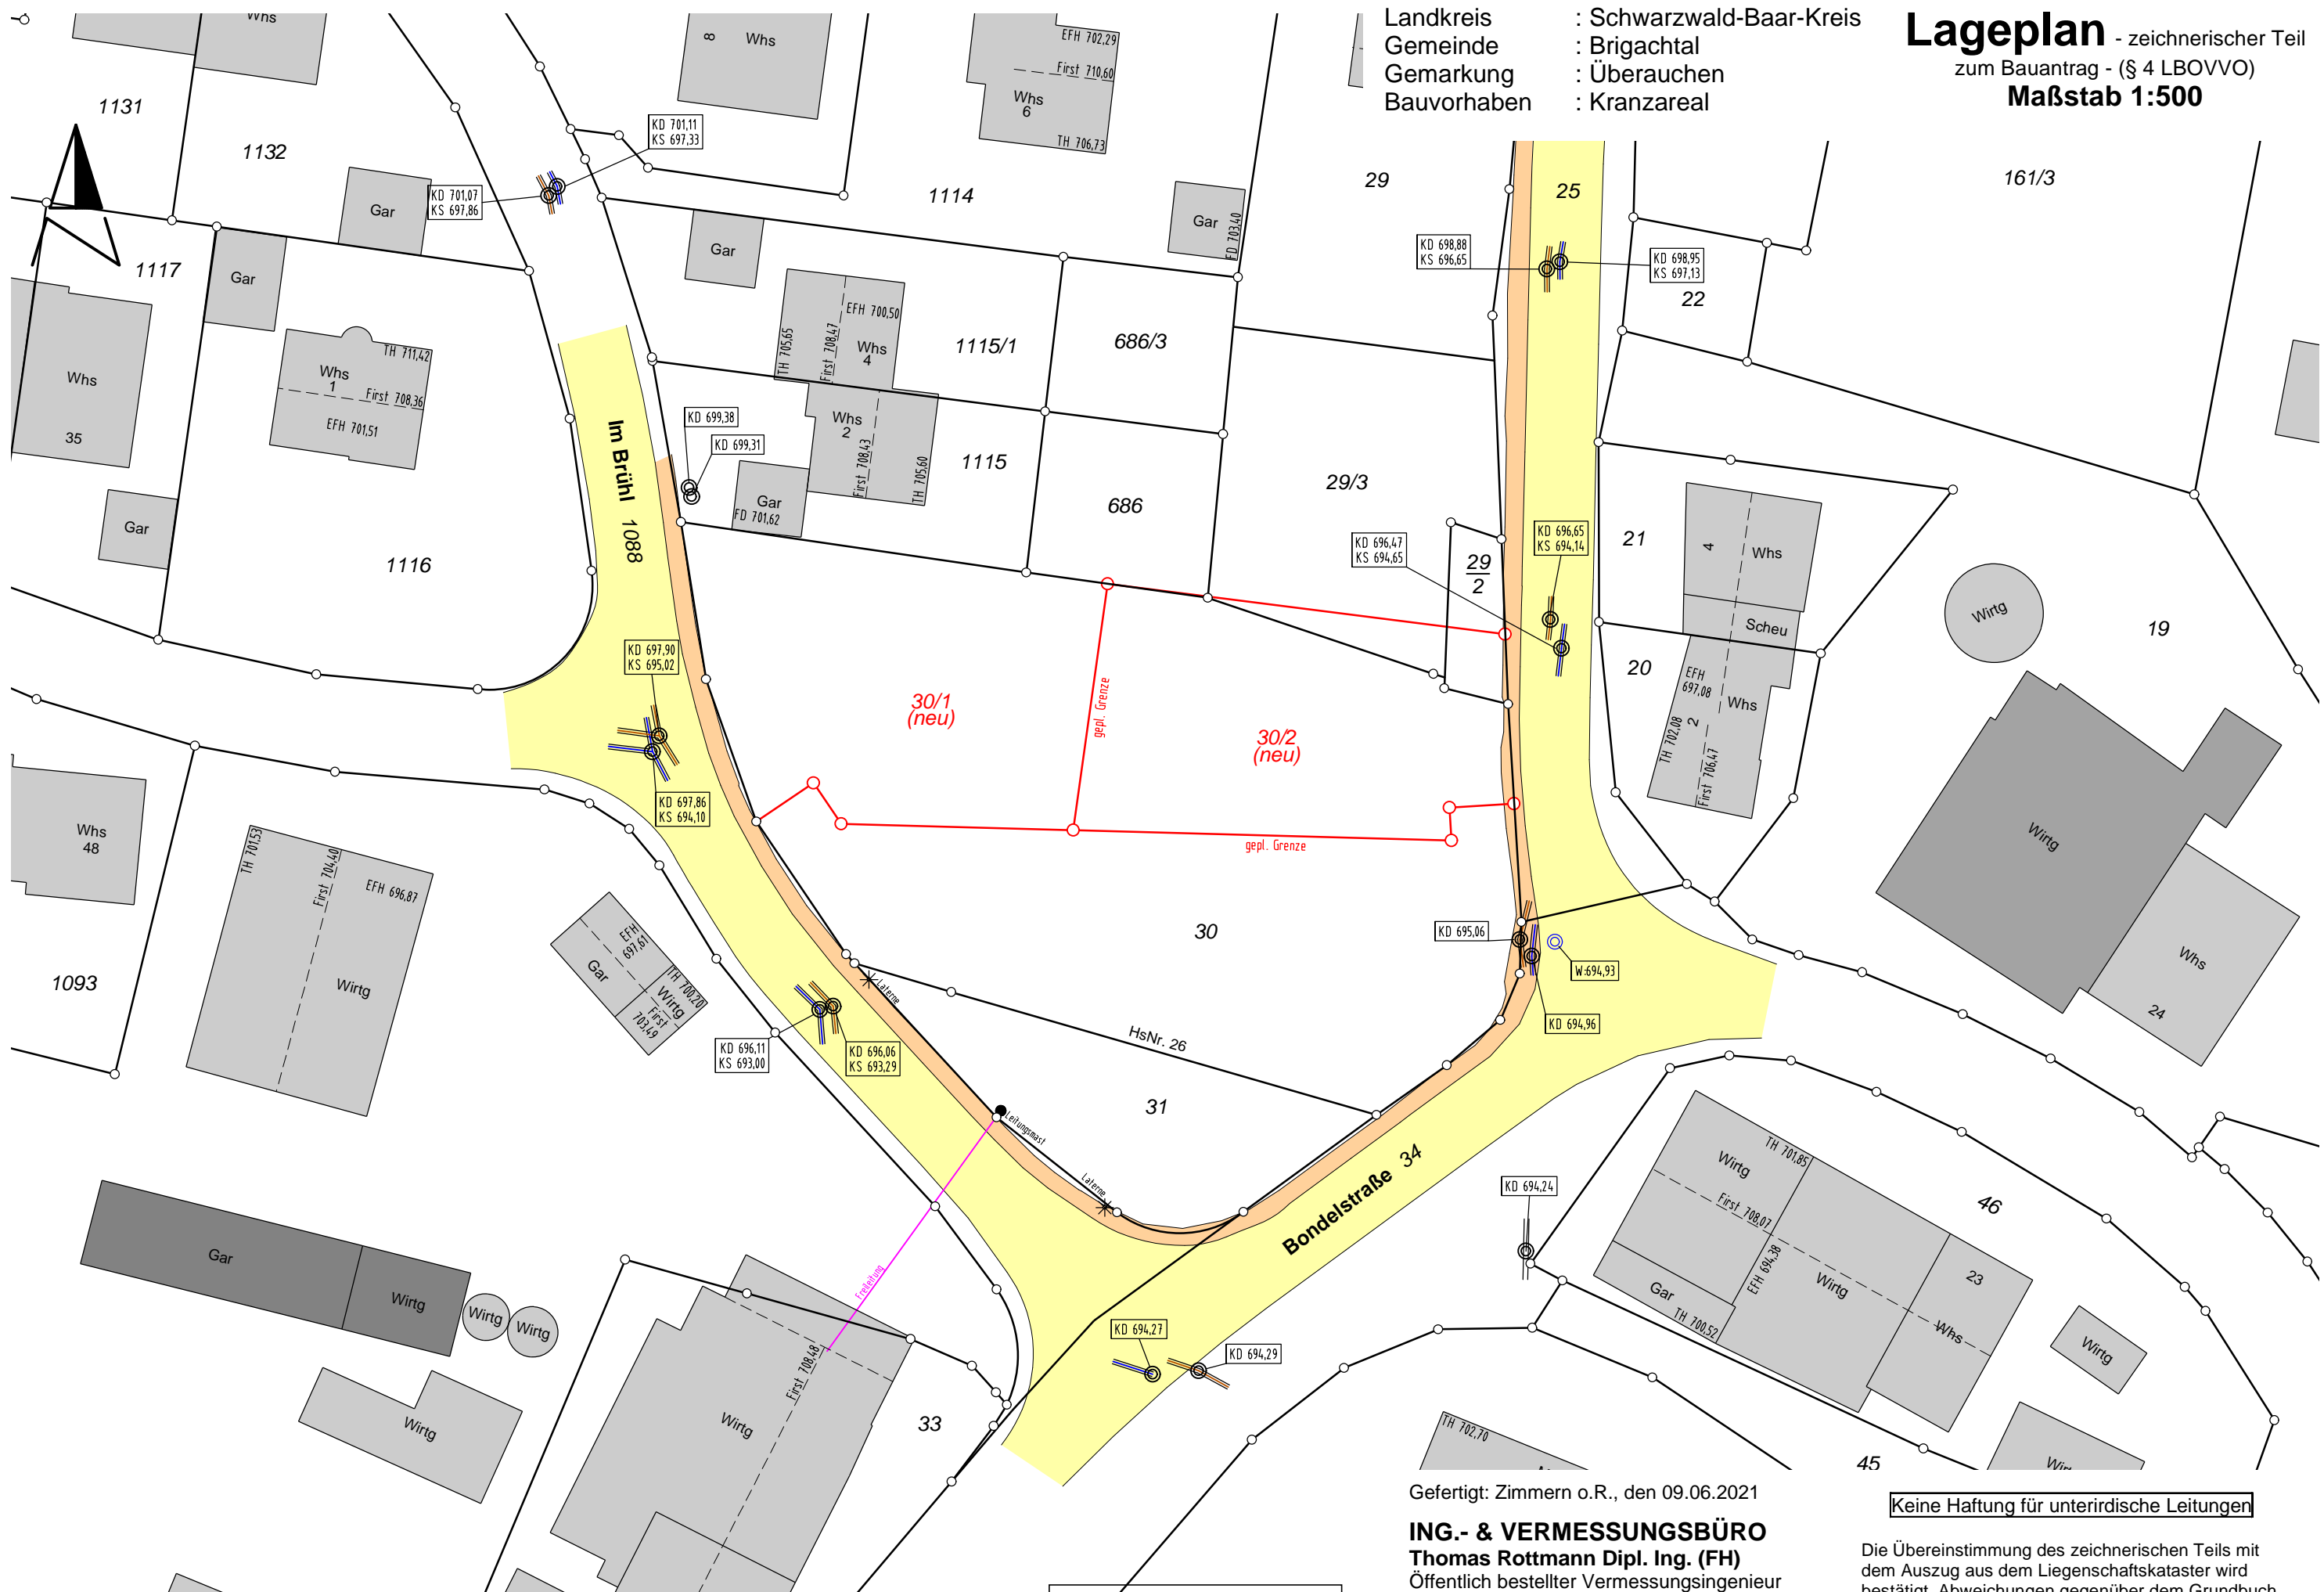 Landkreis : Schwarzwald-Baar-Kreis
Gemeinde : Brigachtal
Gemarkung : Überauchen
Bauvorhaben : Kranzareal
Lageplan - zeichnerischer Teil
zum Bauantrag - (§ 4 LBOVVO)
Maßstab 1:500
Whs
1131
1132
8
Whs
EFH 702,29
First 710,60
Whs
6
TH 706,73
KD 701,11
KS 697,33
KD 701,07
KS 697,86
Gar
1114
Gar
FD 703,40
29
25
161/3
1117
Gar
Gar
KD 698,88
KS 696,65
KD 698,95
KS 697,13
22
Whs
35
Whs
1
TH 711,42
First 708,36
EFH 701,51
EFH 700,50
TH 705,65
First 708,47
Whs
4
1115/1
686/3
Im Brühl 1088
KD 699,38
KD 699,31
Whs
2
First 708,43
TH 705,60
1115
Gar
FD 701,62
686
29/3
Gar
1116
KD 696,47
KS 694,65
29
2
KD 696,65
KS 694,14
21
4
Whs
Scheu
Wirtg
19
20
EFH
697,08
2
Whs
TH 702,08
First 706,47
KD 697,90
KS 695,02
30/1
(neu)
gepl. Grenze
30/2
(neu)
KD 697,86
KS 694,10
gepl. Grenze
Whs
48
TH 701,53
First 704,40
EFH 696,87
Wirtg
1093
EFH
697,61
Gar
TH 700,20
Wirtg
First
703,49
30
KD 695,06
W:694,93
KD 694,96
Wirtg
Whs
24
Laterne
KD 696,11
KS 693,00
KD 696,06
KS 693,29
HsNr. 26
31
Leitungsmast
Laterne
Bondelstraße 34
KD 694,24
TH 701,85
Wirtg
First 708,07
EFH 694,38
Wirtg
Gar
TH 700,52
23
Whs
46
Wirtg
Gar
Wirtg
Wirtg
Wirtg
Freileitung
KD 694,27
KD 694,29
First 708,48
Wirtg
Wirtg
33
TH 702,70
45
Gefertigt: Zimmern o.R., den 09.06.2021
ING.- & VERMESSUNGSBÜRO
Thomas Rottmann Dipl. Ing. (FH)
Öffentlich bestellter Vermessungsingenieur
Keine Haftung für unterirdische Leitungen
Die Übereinstimmung des zeichnerischen Teils mit
dem Auszug aus dem Liegenschaftskataster wird
bestätigt. Abweichungen gegenüber dem Grundbuch